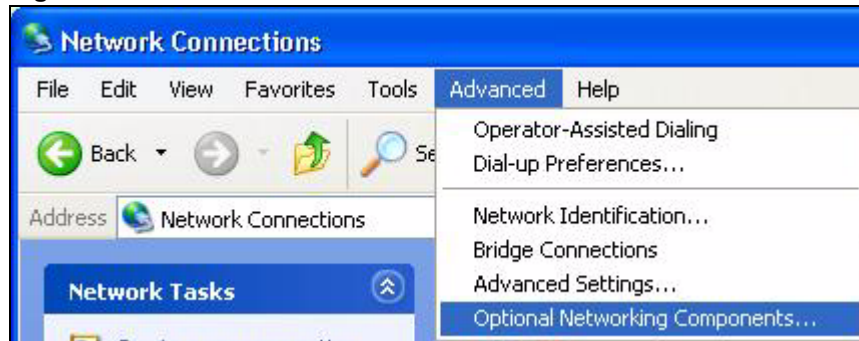 Network Connections
File Edit View Favorites Tools Advanced Help
Back
Operator-Assisted Dialing
Dial-up Preferences...
Address Network Connections
Network Identification...
Bridge Connections
Advanced Settings...
Optional Networking Components...
Network Tasks